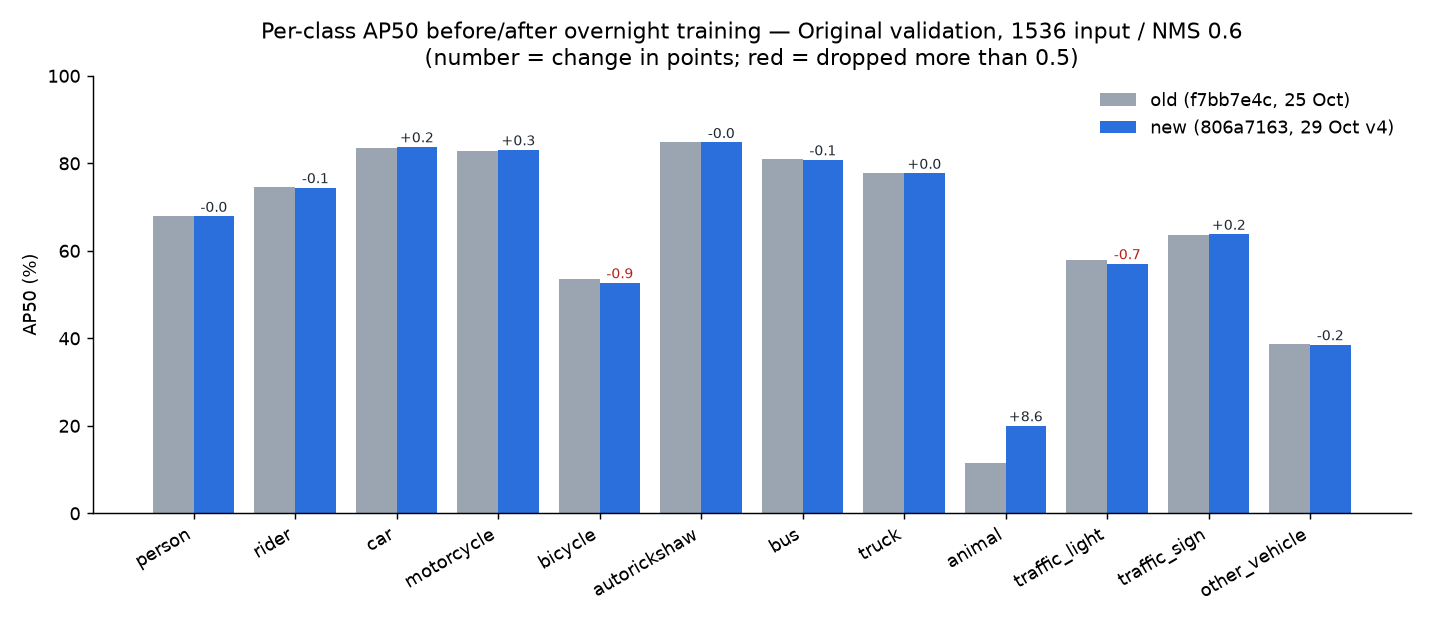 Per-class AP50 before/after overnight training — Original validation, 1536 input / NMS 0.6
(number = change in points; red = dropped more than 0.5)
old (f7bb7e4c, 25 Oct)
new (806a7163, 29 Oct v4)
AP50 (%)
100
80
60
40
20
0
-0.0
-0.1
+0.2
+0.3
-0.9
-0.0
-0.1
+0.0
+8.6
-0.7
+0.2
-0.2
person
rider
car
motorcycle
bicycle
autorickshaw
bus
truck
animal
traffic_light
traffic_sign
other_vehicle